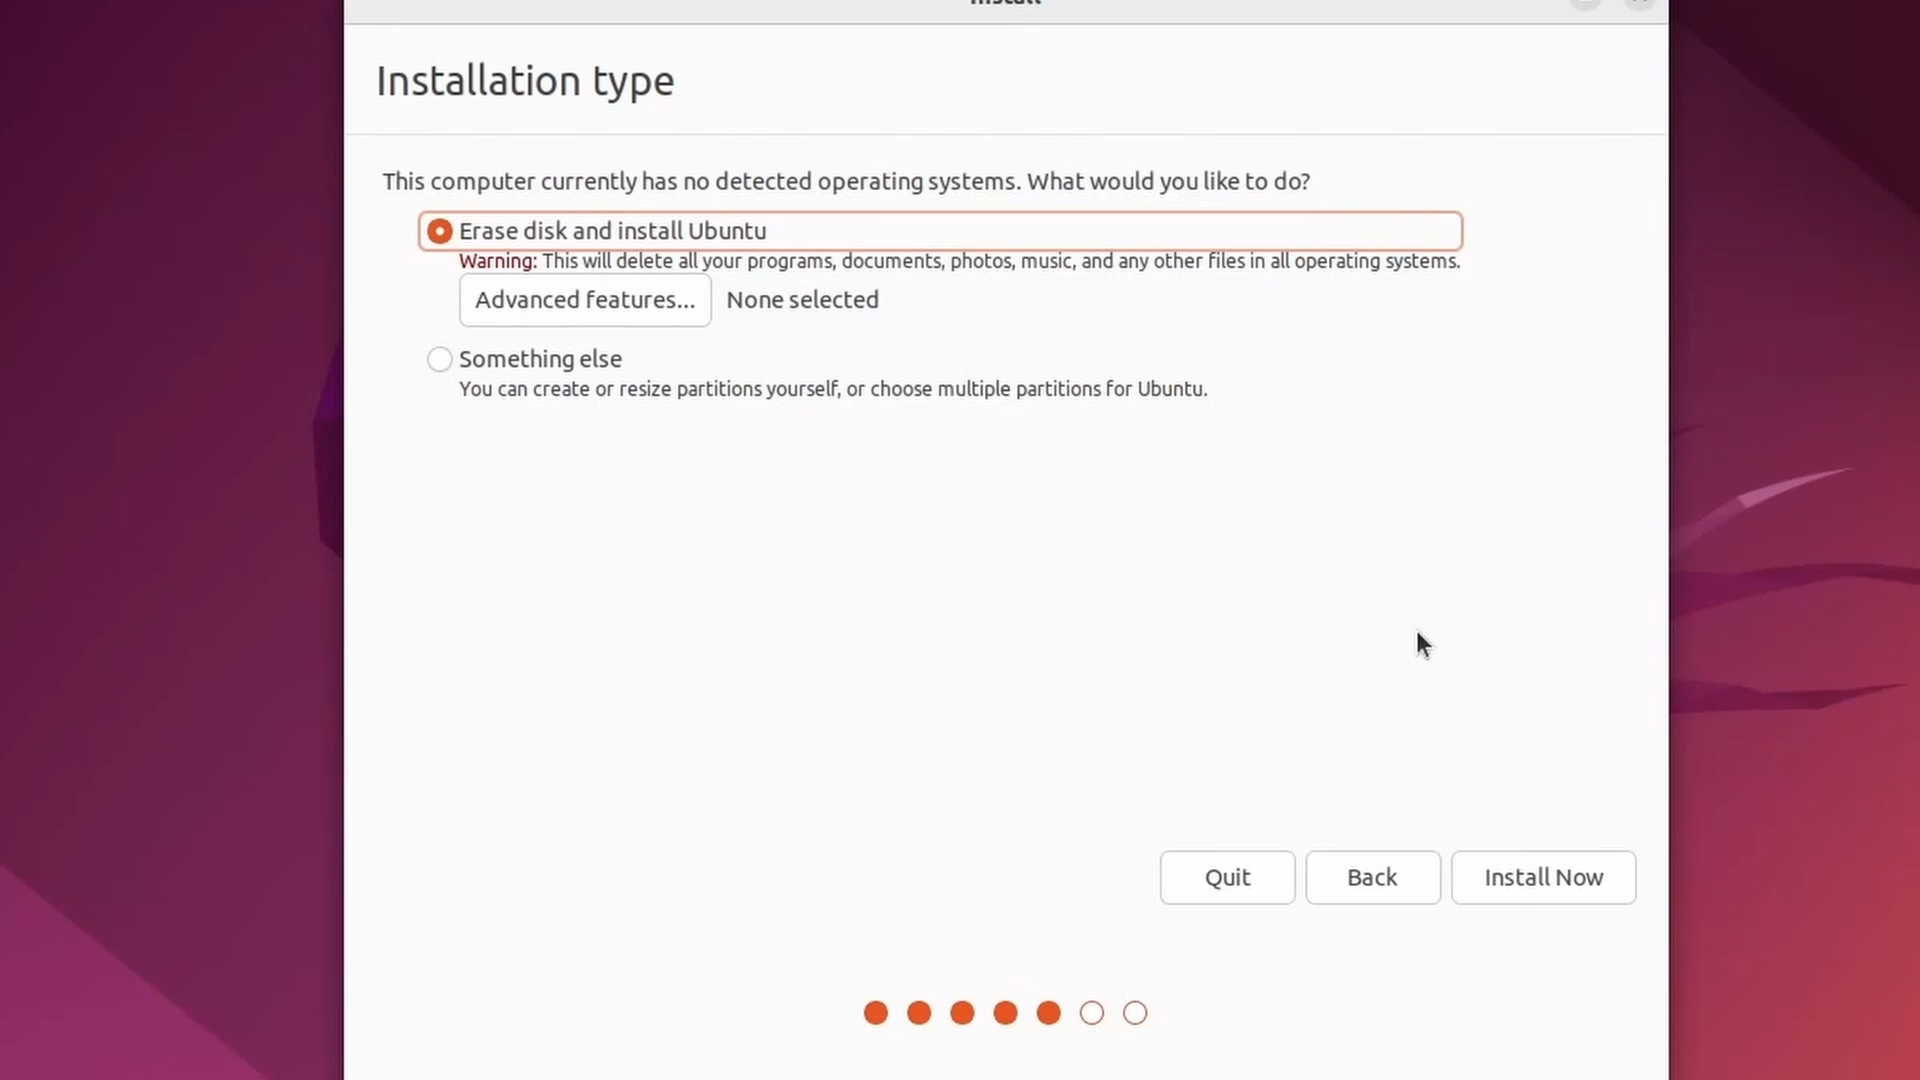 Install
Installation type
This computer currently has no detected operating systems. What would you like to do?
Erase disk and install Ubuntu
Warning: This will delete all your programs, documents, photos, music, and any other files in all operating systems.
Advanced features... None selected
Something else
You can create or resize partitions yourself, or choose multiple partitions for Ubuntu.
Quit Back Install Now